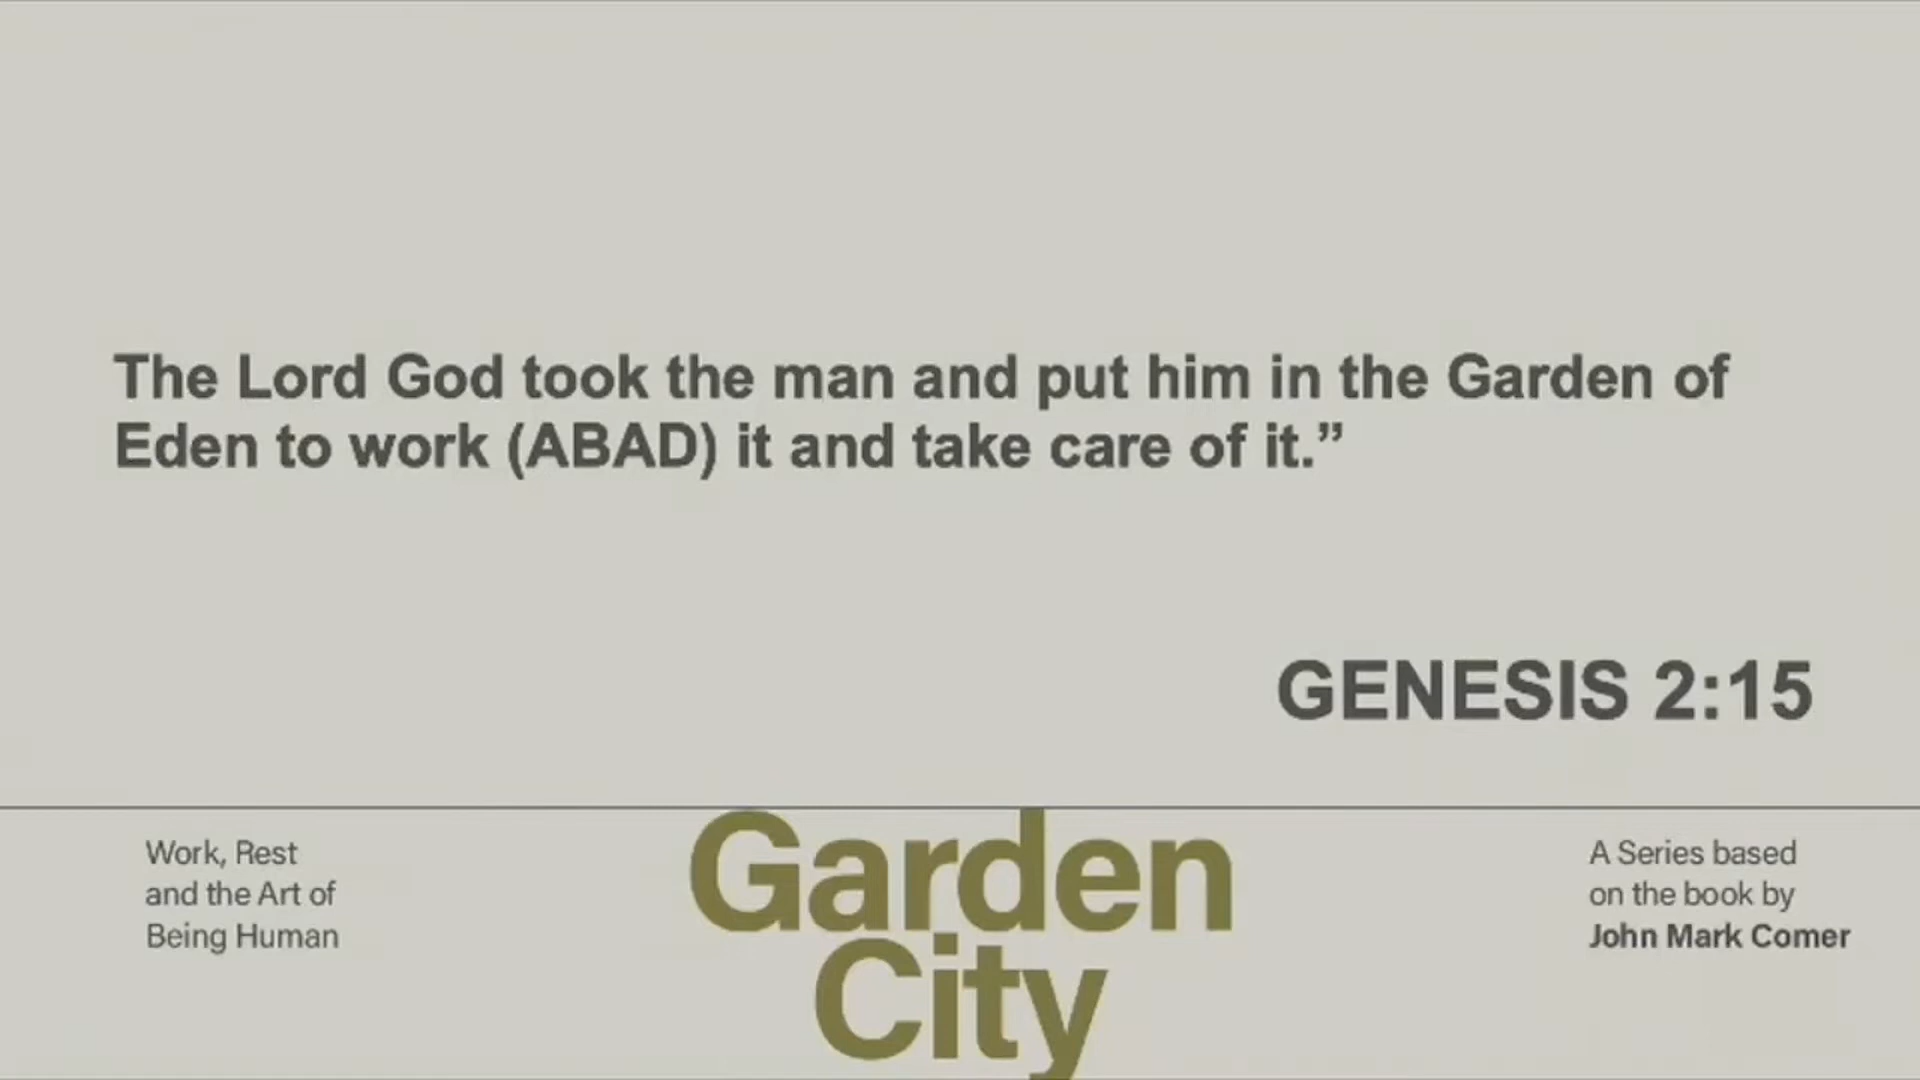 The Lord God took the man and put him in the Garden of
Eden to work (ABAD) it and take care of it.”
GENESIS 2:15
Work, Rest
and the Art of
Being Human
Garden
City
A Series based
on the book by
John Mark Comer